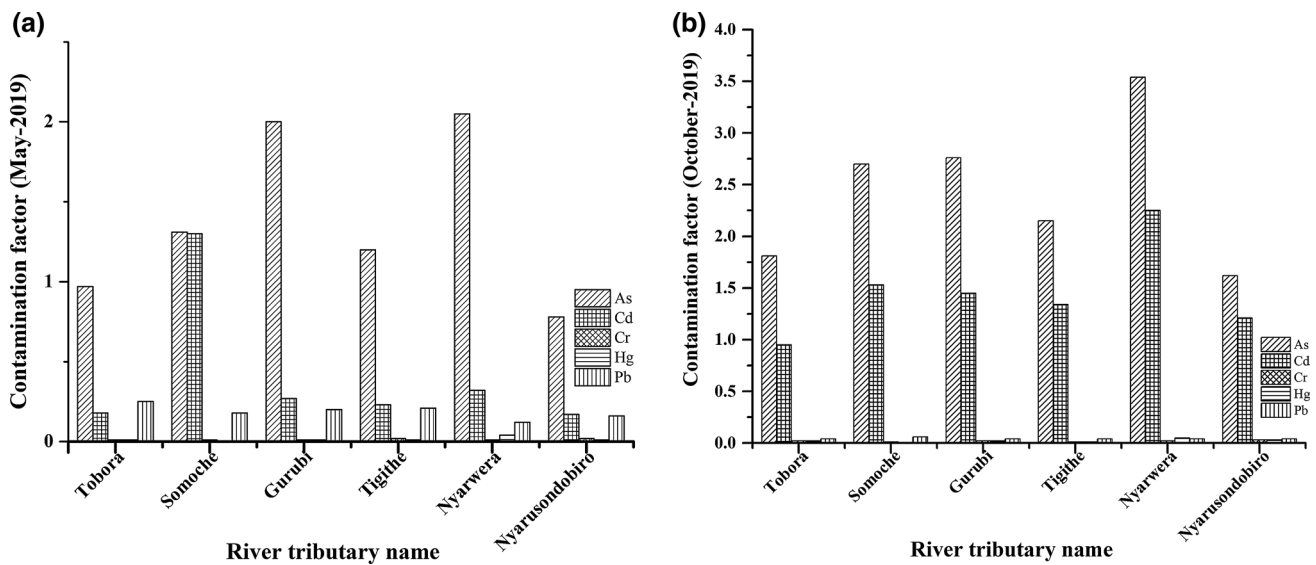 (a)
Contamination factor (May-2019)
2
1
0
As
Cd
Cr
Hg
Pb
Tobora
Somoche
Gurubi
Tigithe
Nyarwera
Nyarusondobiro
River tributary name
(b)
Contamination factor (October-2019)
4.0
3.5
3.0
2.5
2.0
1.5
1.0
0.5
0.0
As
Cd
Cr
Hg
Pb
Tobora
Somoche
Gurubi
Tigithe
Nyarwera
Nyarusondobiro
River tributary name